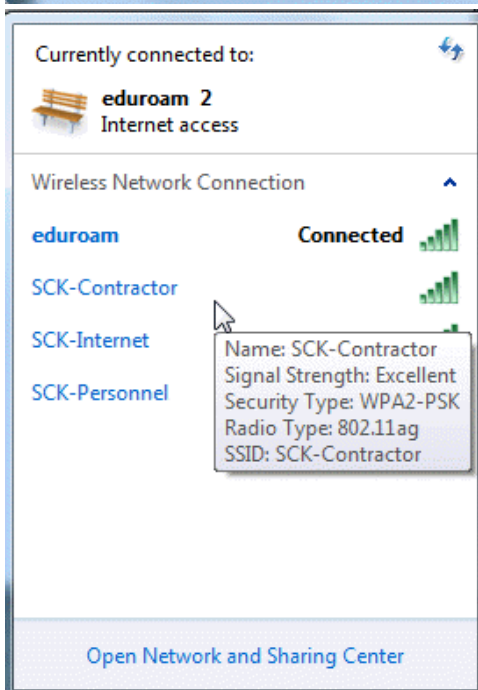 Currently connected to:
eduroam 2
Internet access
Wireless Network Connection
eduroam Connected
SCK-Contractor
SCK-Internet
SCK-Personnel
Name: SCK-Contractor
Signal Strength: Excellent
Security Type: WPA2-PSK
Radio Type: 802.11ag
SSID: SCK-Contractor
Open Network and Sharing Center